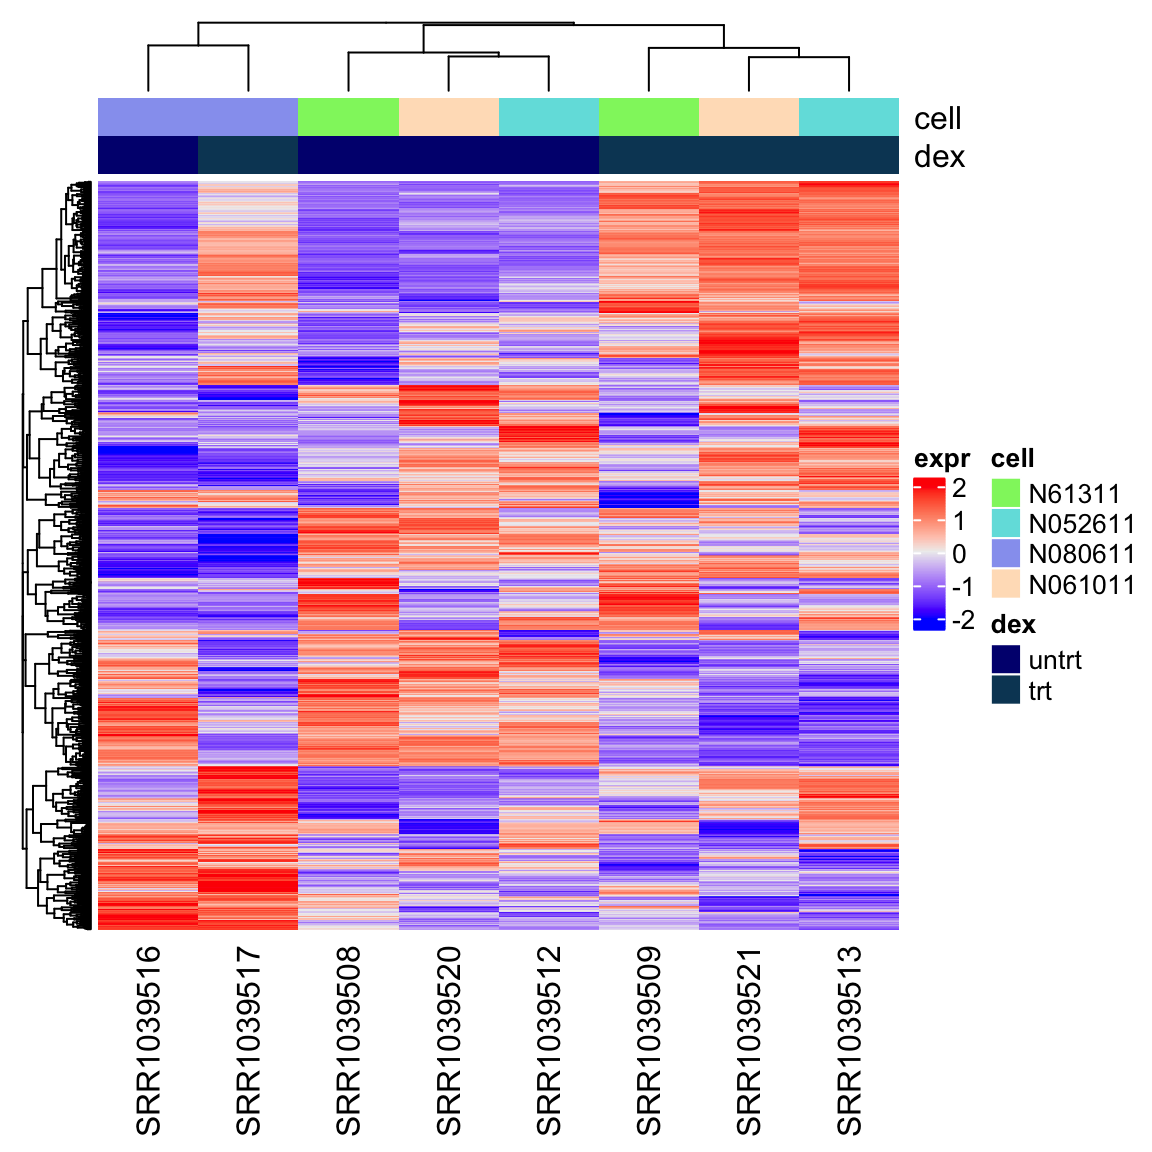 cell
dex
expr
2
1
0
-1
-2
cell
N61311
N052611
N080611
N061011
dex
untrt
trt
SRR1039516
SRR1039517
SRR1039508
SRR1039520
SRR1039512
SRR1039509
SRR1039521
SRR1039513